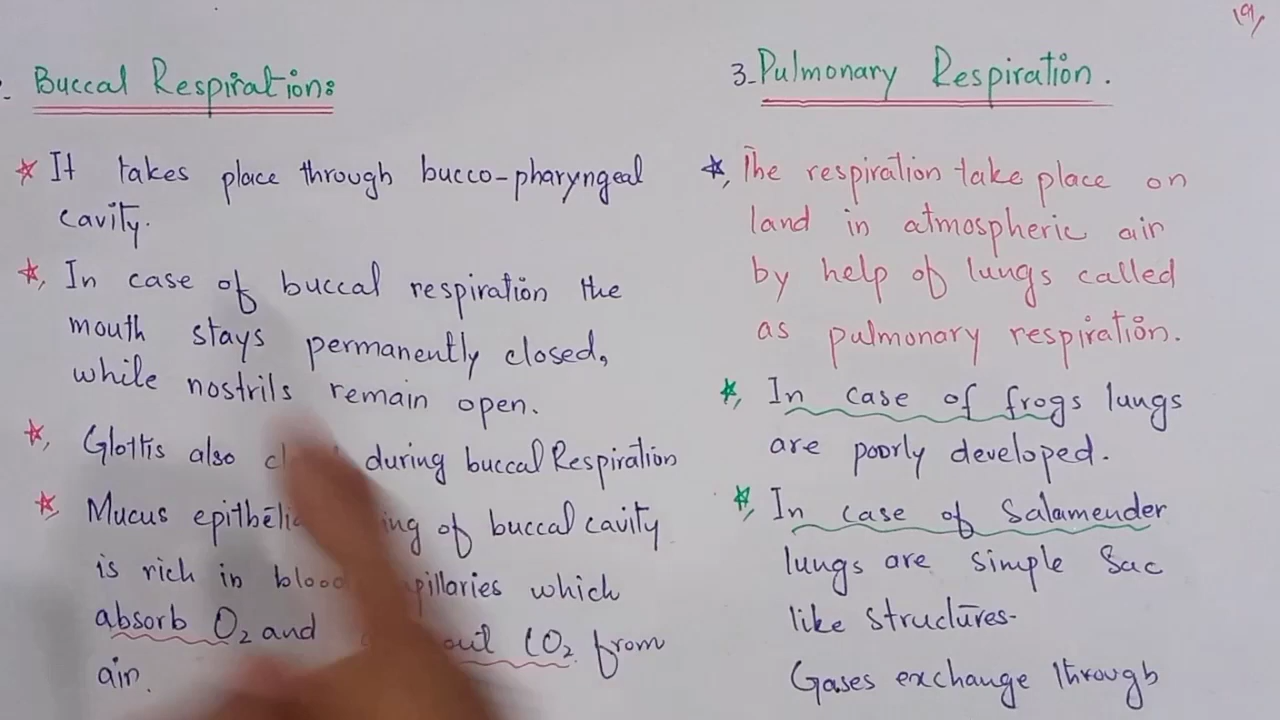 Buccal Respiration:
★ It takes place through bucco-pharyngeal
cavity.
★, In case of buccal respiration the
mouth stays permanently closed,
while nostrils remain open.
★, Glottis also during buccal Respiration
★, Mucus of buccal cavity
is rich in blood which
absorb O₂ and out CO₂ from
air.
3- Pulmonary Respiration.
★, The respiration take place on
land in atmospheric air
by help of lungs called
as pulmonary respiration.
★, In case of frogs lungs
are poorly developed.
★, In case of Salamender
lungs are simple Sac
like structures-
Gases exchange through